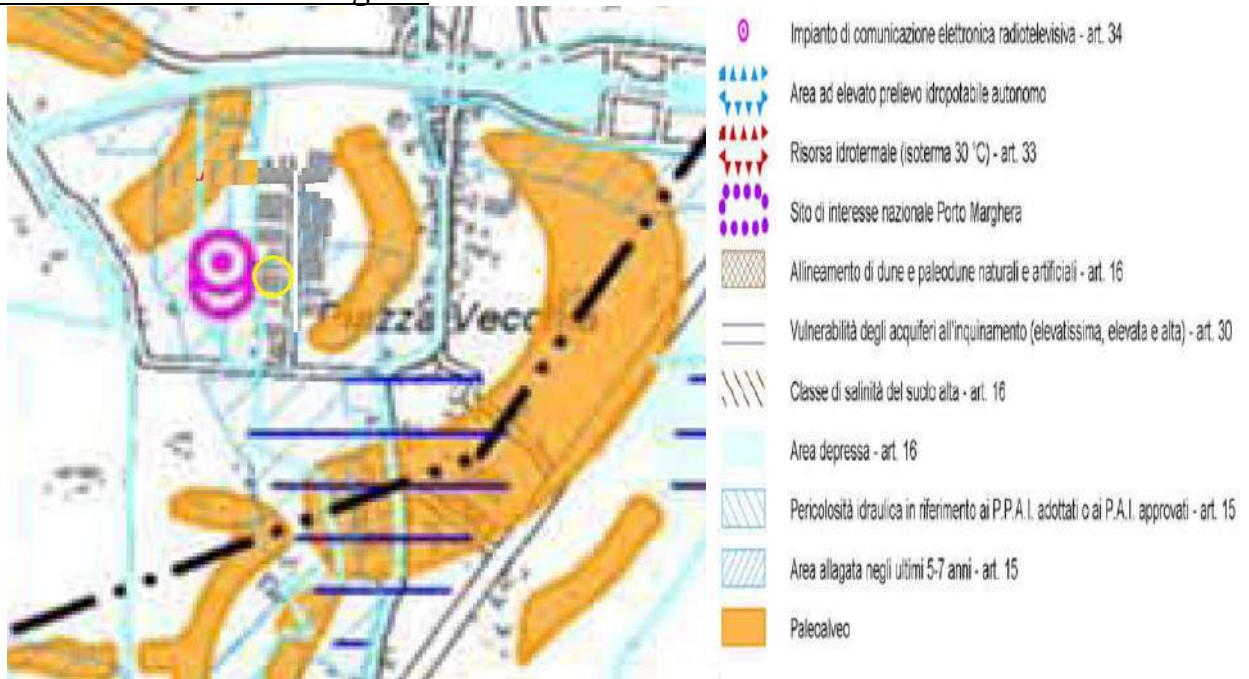 Piazza Vecchia
Impianto di comunicazione elettronica radiotelevisiva - art. 34
Area ad elevato prelievo idropotabile autonomo
Risorsa idrotermale (isoterma 30 °C) - art. 33
Sito di interesse nazionale Porto Marghera
Allineamento di dune e paleodune naturali e artificiali - art. 16
Vulnerabilità degli acquiferi all'inquinamento (elevatissima, elevata e alta) - art. 30
Classe di salinità del suolo alta - art. 16
Area depressa - art. 16
Pericolosità idraulica in riferimento ai P.P.A.I. adottati o ai P.A.I. approvati - art. 15
Area allagata negli ultimi 5-7 anni - art. 15
Paleoalveo